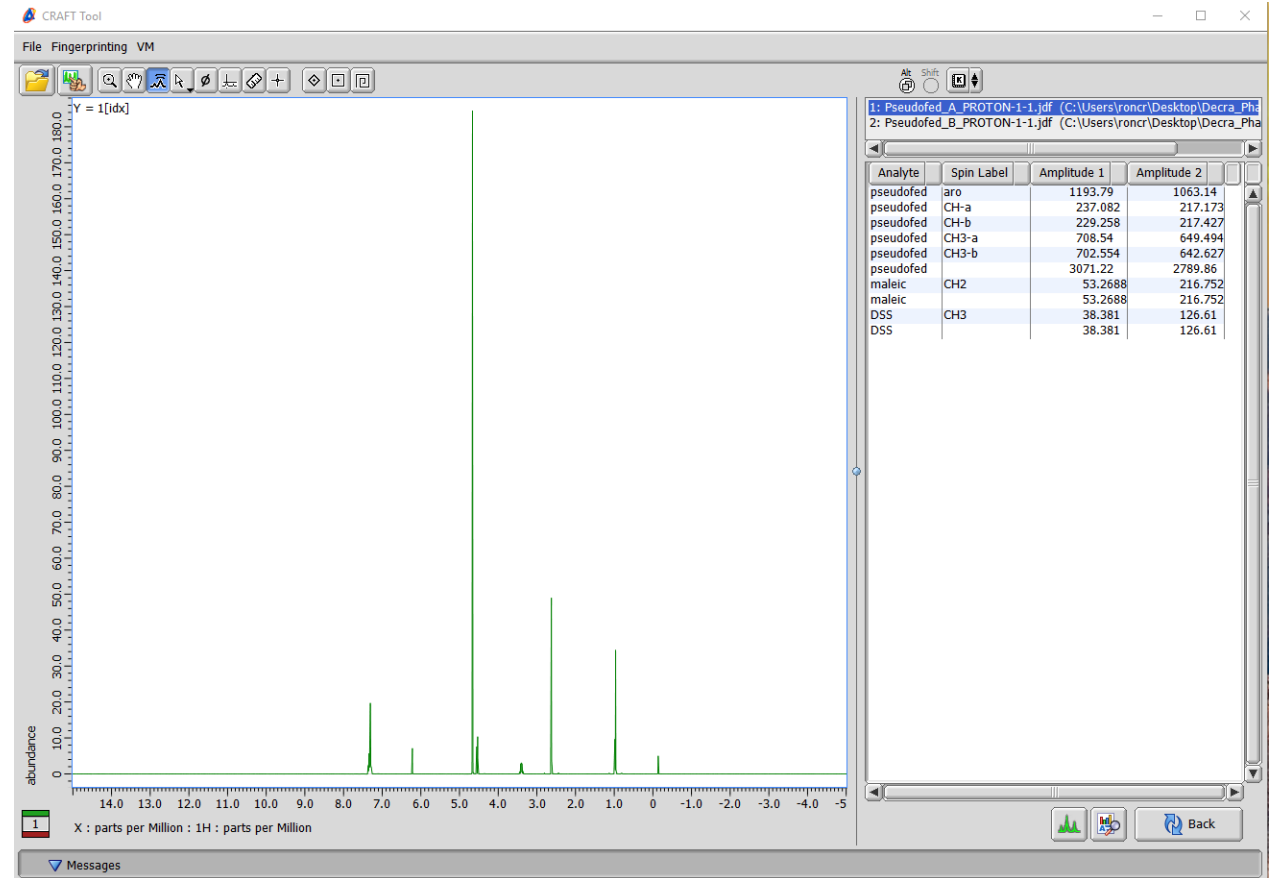 CRAFT Tool
File Fingerprinting VM
Alt Shift
Y = 1[idx]
1: Pseudofed_A_PROTON-1-1.jdf (C:\Users\roncr\Desktop\Decra_Pha
2: Pseudofed_B_PROTON-1-1.jdf (C:\Users\roncr\Desktop\Decra_Pha
Analyte Spin Label Amplitude 1 Amplitude 2
pseudofed aro 1193.79 1063.14
pseudofed CH-a 237.082 217.173
pseudofed CH-b 229.258 217.427
pseudofed CH3-a 708.54 649.494
pseudofed CH3-b 702.554 642.627
pseudofed 3071.22 2789.86
maleic CH2 53.2688 216.752
maleic 53.2688 216.752
DSS CH3 38.381 126.61
DSS 38.381 126.61
180.0
170.0
160.0
150.0
140.0
130.0
120.0
110.0
100.0
90.0
80.0
70.0
60.0
50.0
40.0
30.0
20.0
10.0
0
abundance
14.0 13.0 12.0 11.0 10.0 9.0 8.0 7.0 6.0 5.0 4.0 3.0 2.0 1.0 0 -1.0 -2.0 -3.0 -4.0 -5
1
X : parts per Million : 1H : parts per Million
Back
Messages